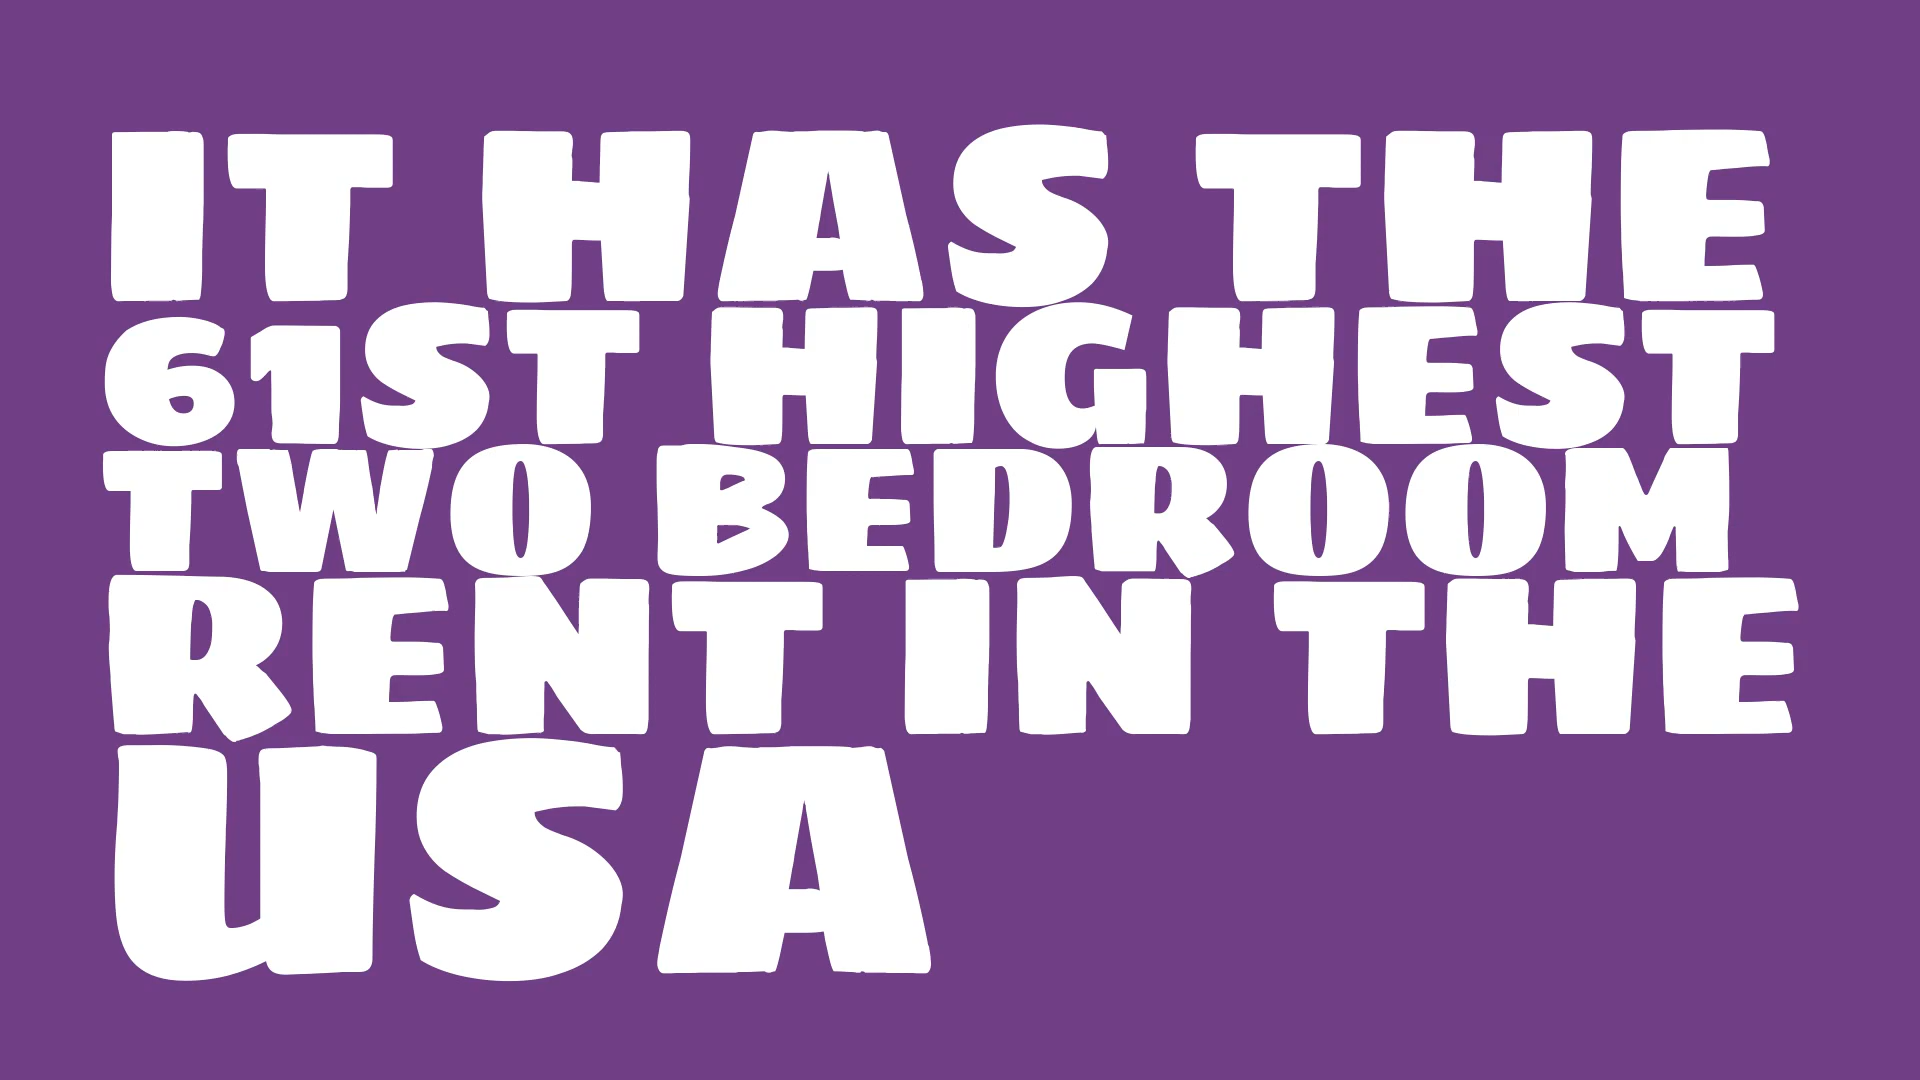 IT HAS THE
61ST HIGHEST
TWO BEDROOM
RENT IN THE
USA